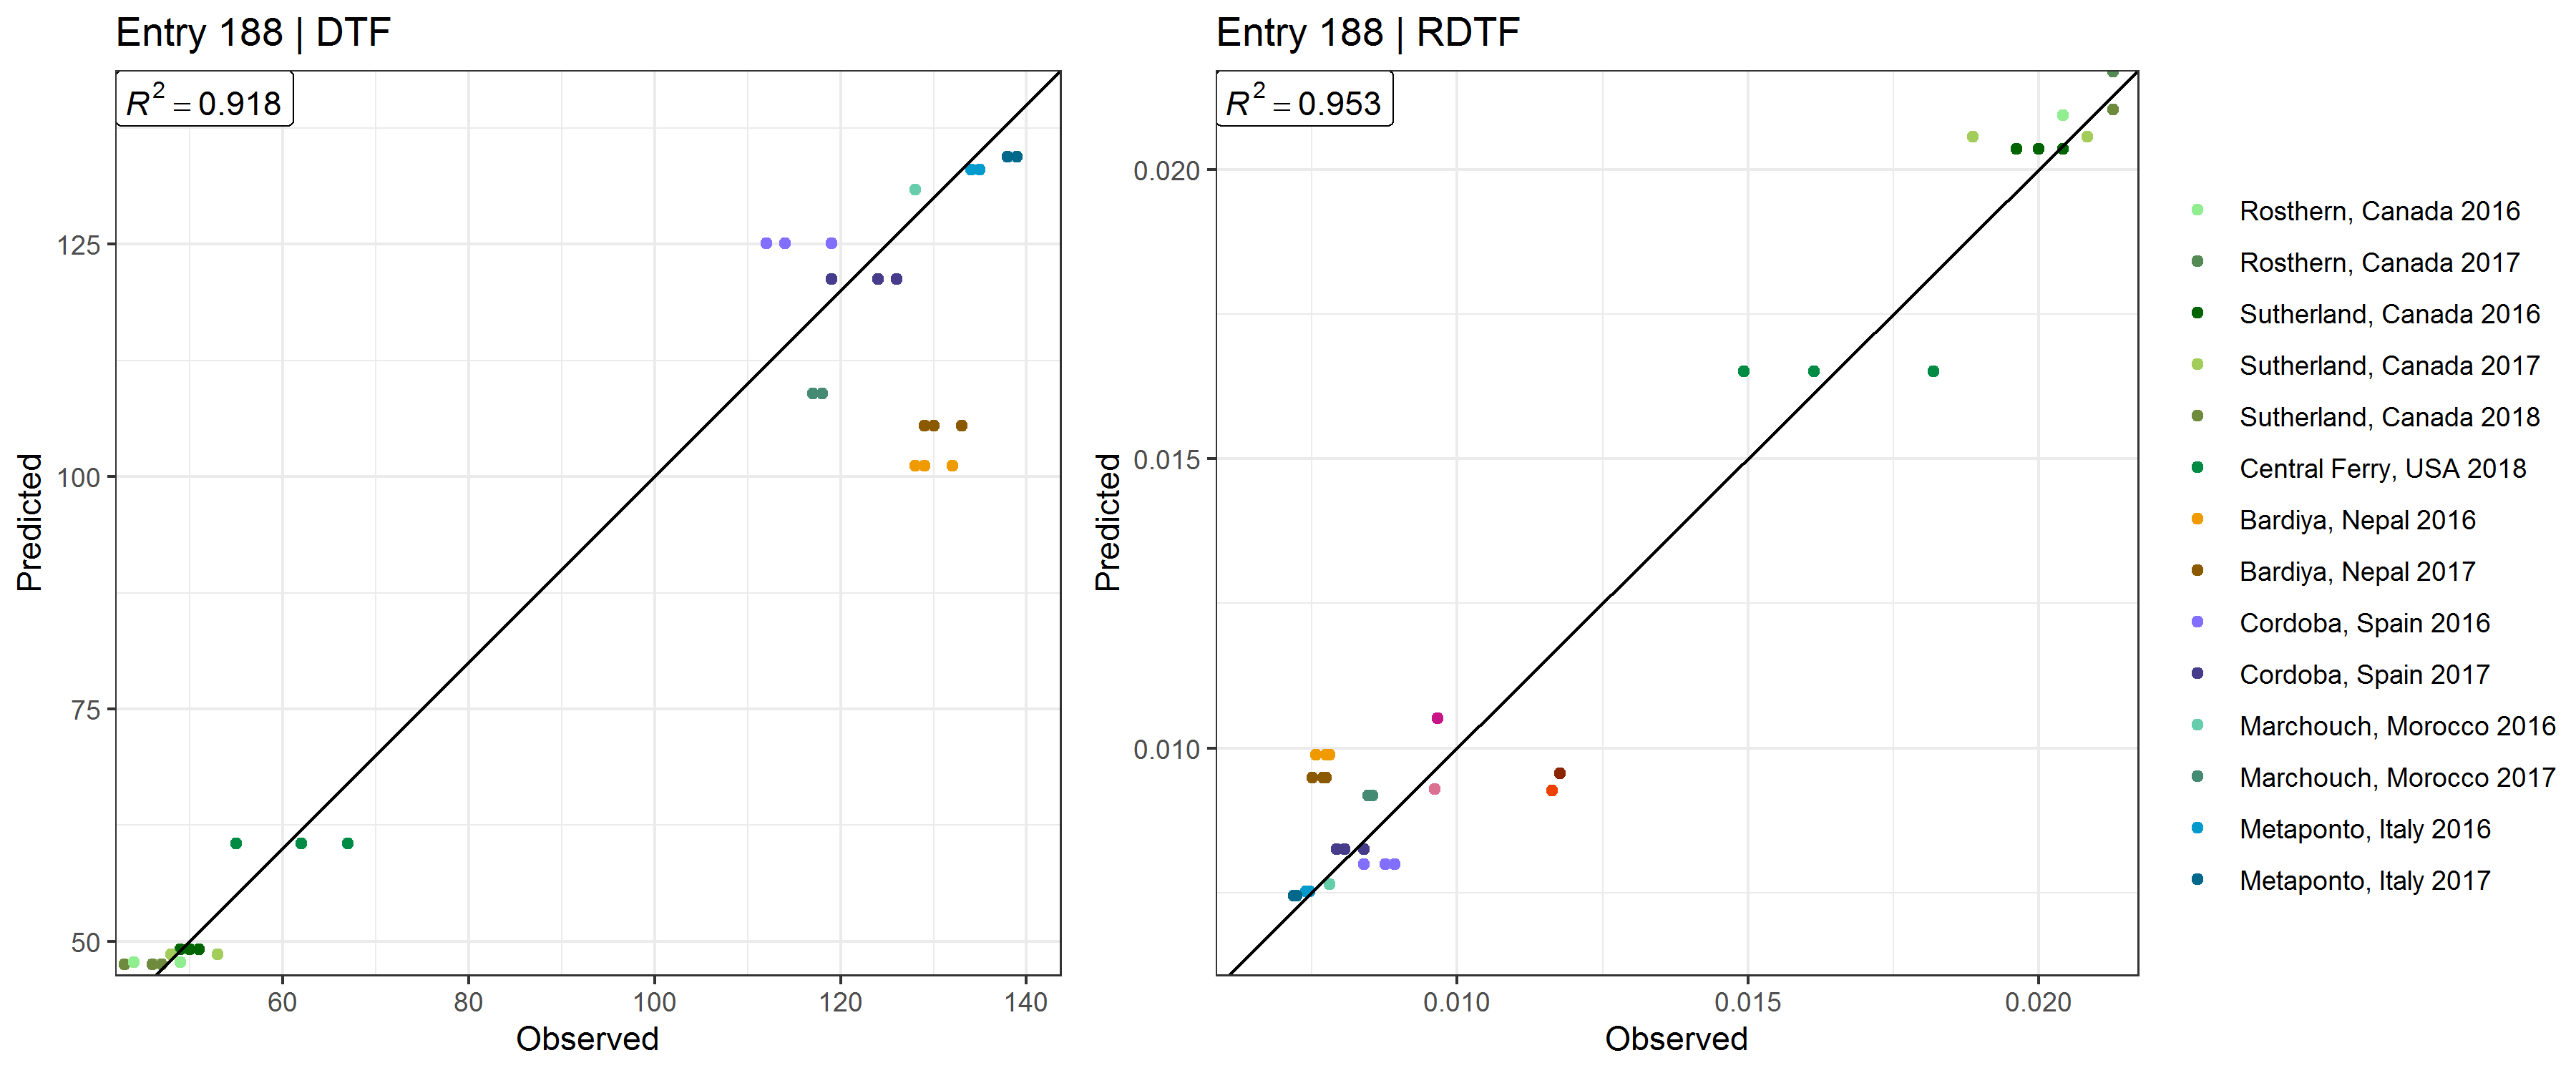 Entry 188 | DTF
R² = 0.918
Predicted
125
100
75
50
60 80 100 120 140
Observed
Entry 188 | RDTF
R² = 0.953
Predicted
0.020
0.015
0.010
0.010 0.015 0.020
Observed
Rosthern, Canada 2016
Rosthern, Canada 2017
Sutherland, Canada 2016
Sutherland, Canada 2017
Sutherland, Canada 2018
Central Ferry, USA 2018
Bardiya, Nepal 2016
Bardiya, Nepal 2017
Cordoba, Spain 2016
Cordoba, Spain 2017
Marchouch, Morocco 2016
Marchouch, Morocco 2017
Metaponto, Italy 2016
Metaponto, Italy 2017